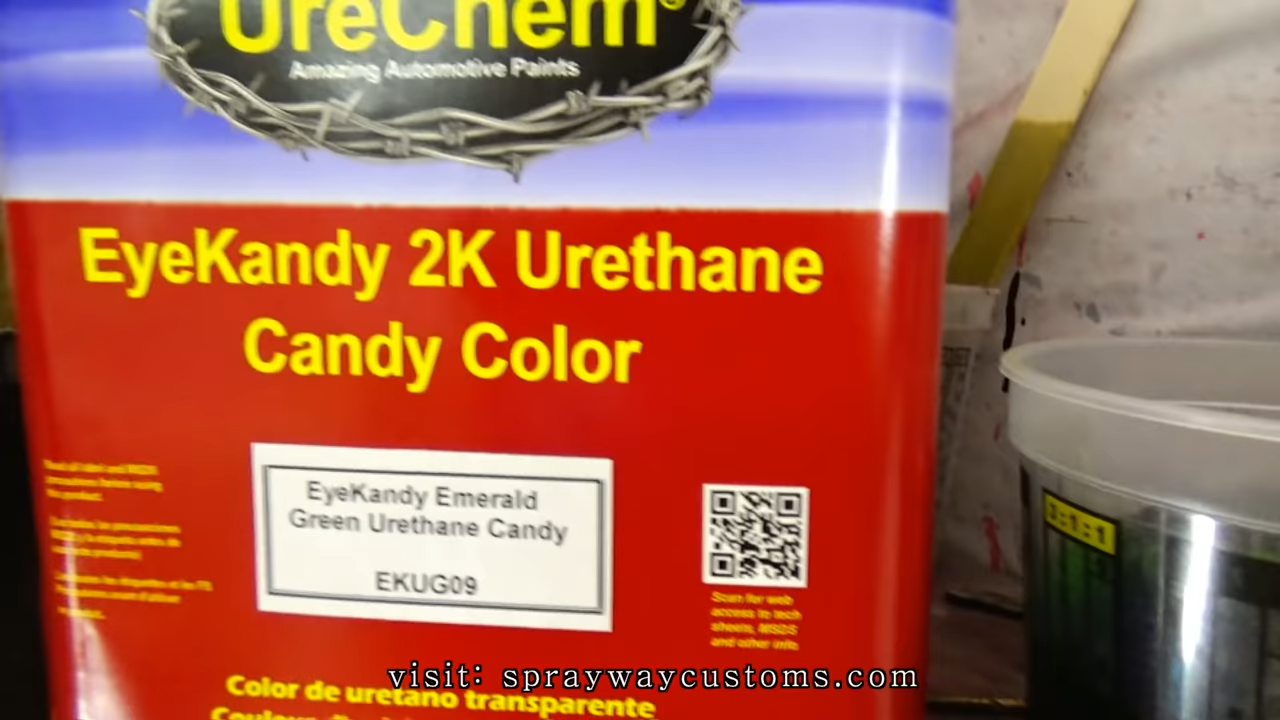 UreChem®
Amazing Automotive Paints
EyeKandy 2K Urethane
Candy Color
EyeKandy Emerald
Green Urethane Candy
EKUG09
Scan for web
access to tech
sheets, MSDS
and other info.
3:1:1
Color de uretano transparente
visit: spraywaycustoms.com